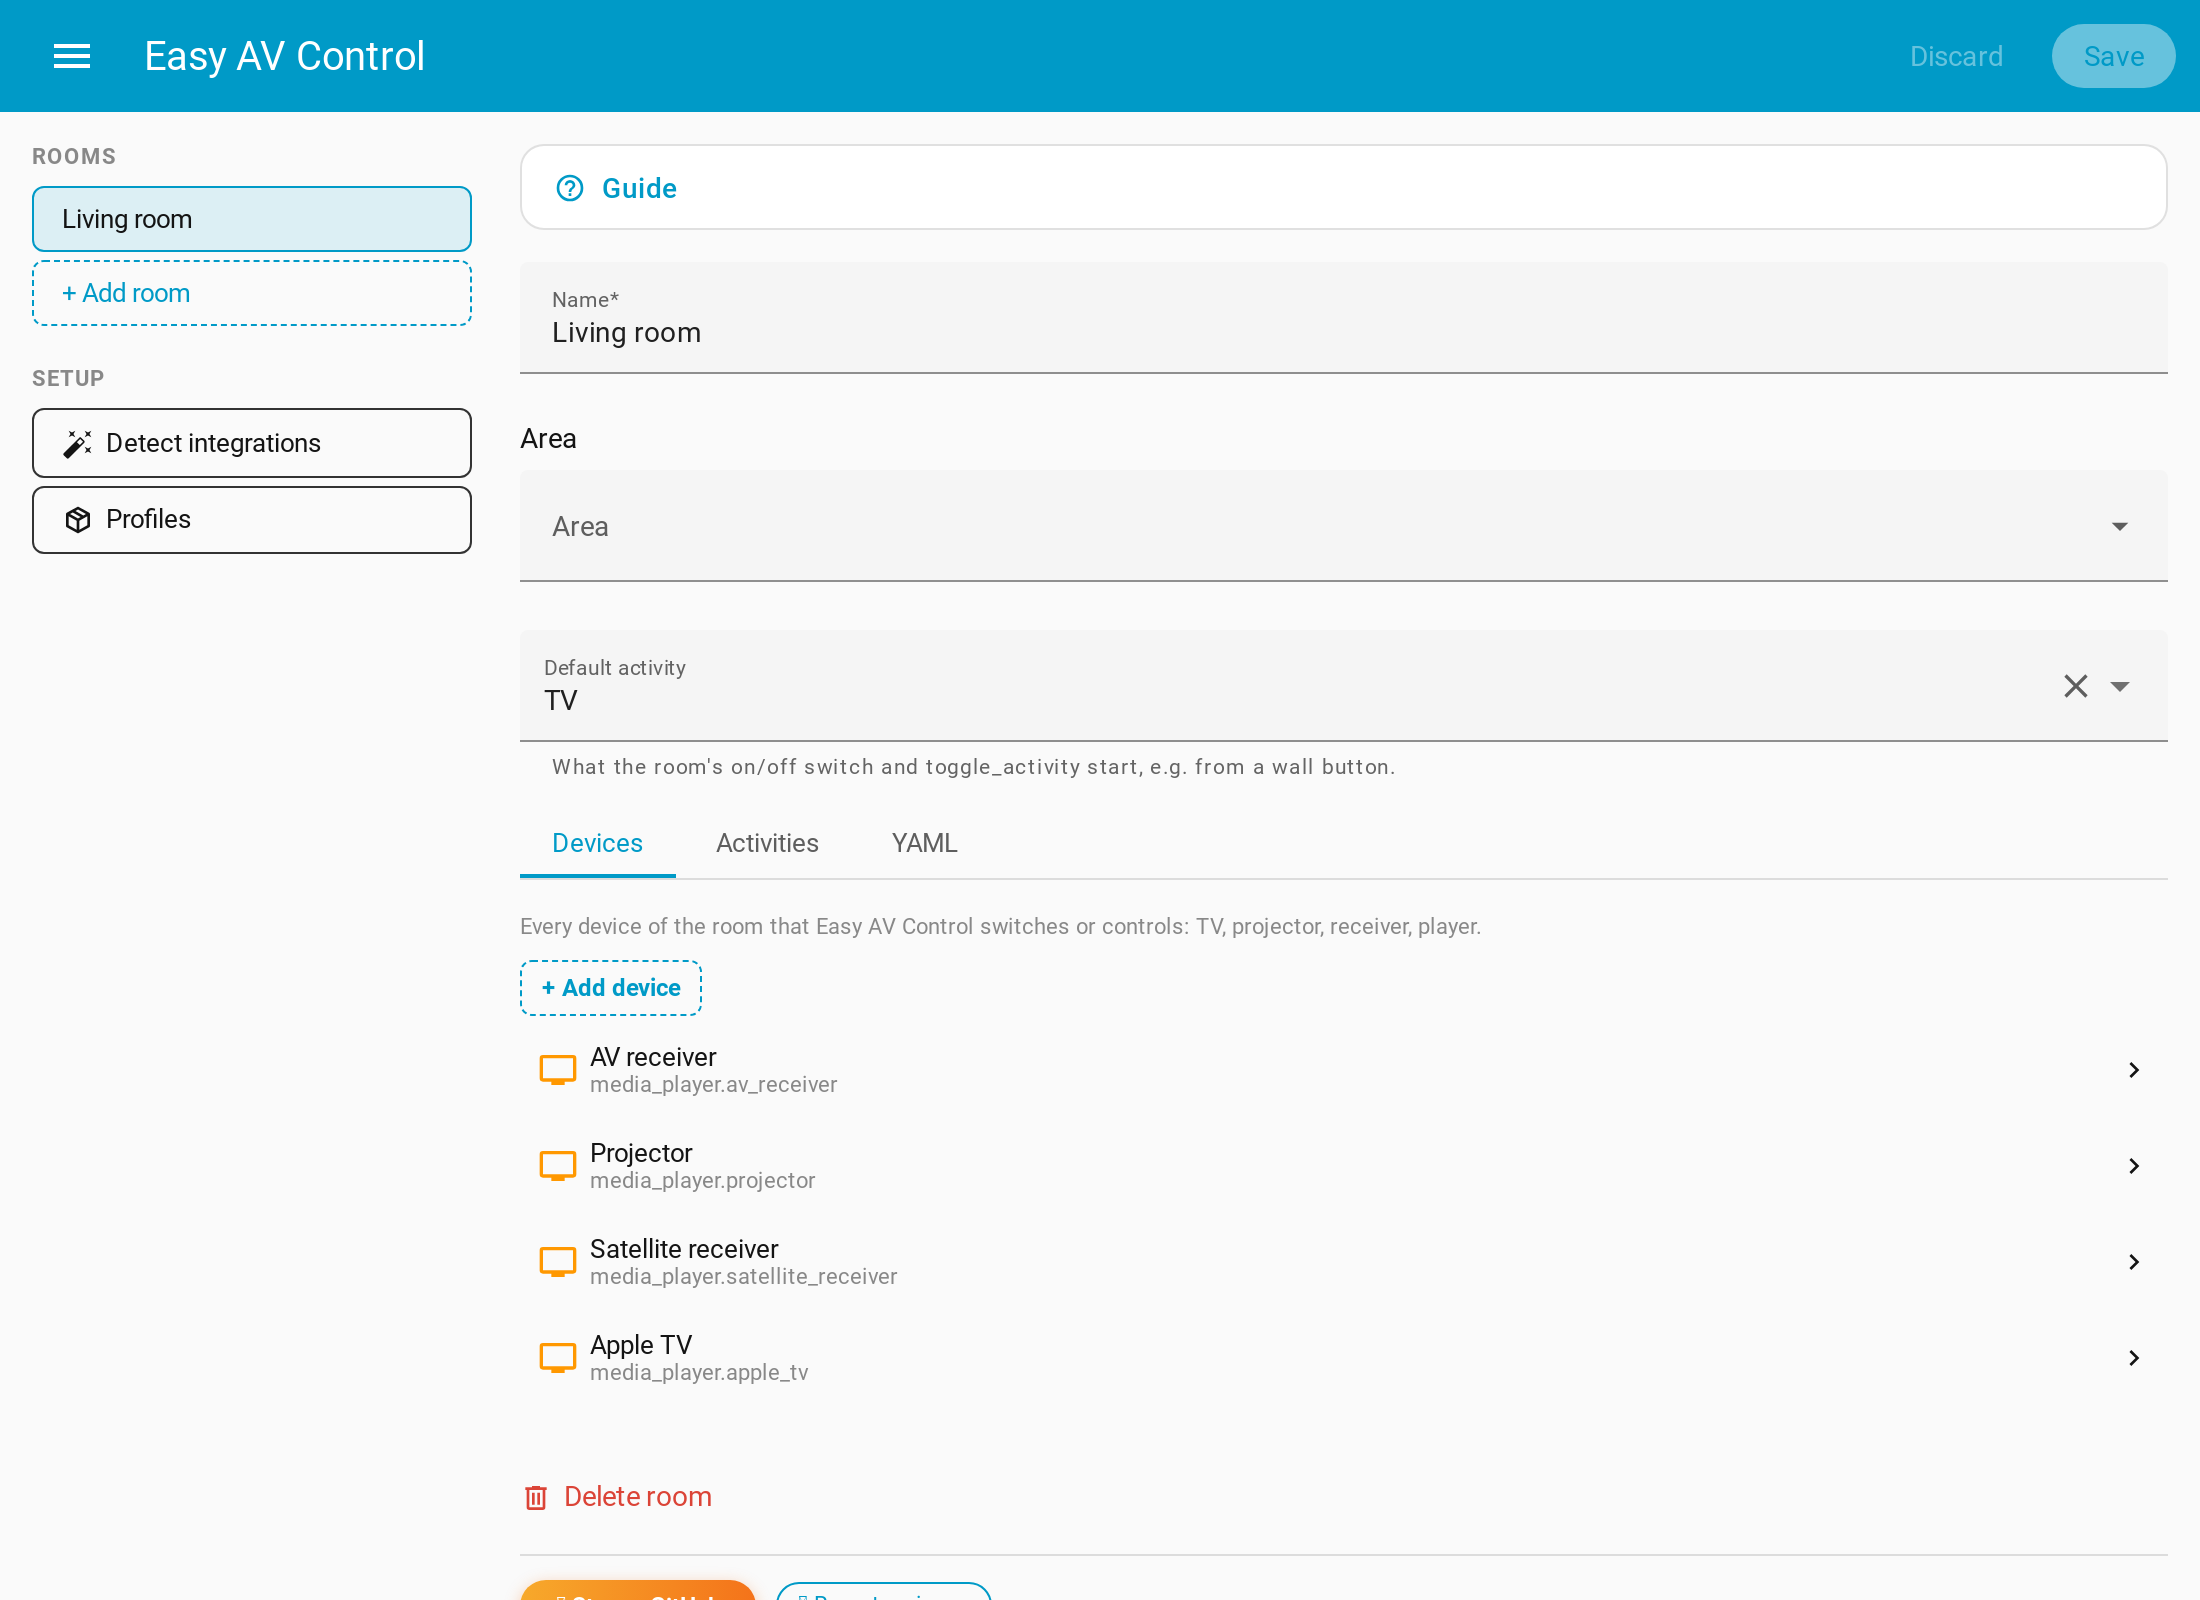 Easy AV Control
Discard
Save
ROOMS
Living room
+ Add room
SETUP
Detect integrations
Profiles
Guide
Name*
Living room
Area
Area
Default activity
TV
What the room's on/off switch and toggle_activity start, e.g. from a wall button.
Devices
Activities
YAML
Every device of the room that Easy AV Control switches or controls: TV, projector, receiver, player.
+ Add device
AV receiver
media_player.av_receiver
Projector
media_player.projector
Satellite receiver
media_player.satellite_receiver
Apple TV
media_player.apple_tv
Delete room